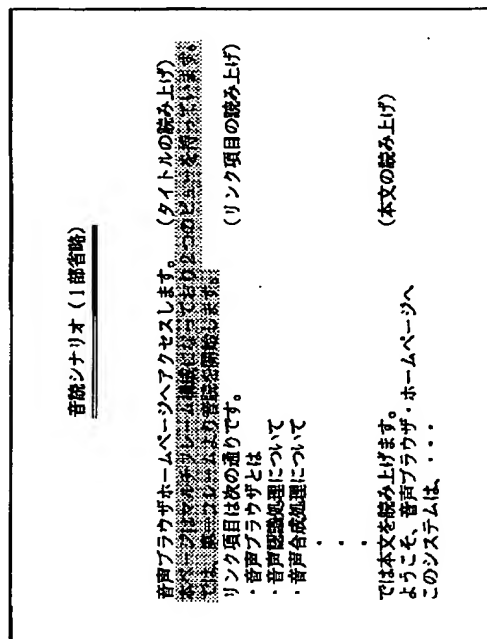 音読シナリオ(1部省略)
音声ブラウザホームページへアクセスします。 (タイトルの読み上げ)
本ページはマルチフレーム構成になっており2つのビューを持っています。
では、第一フレームより音読を開始します。
リンク項目は次の通りです。 (リンク項目の読み上げ)
・音声ブラウザとは
・音声認識処理について
・音声合成処理について
・
・
・
では本文を読み上げます。 (本文の読み上げ)
ようこそ、音声ブラウザ・ホームページへ
このシステムは、・・・